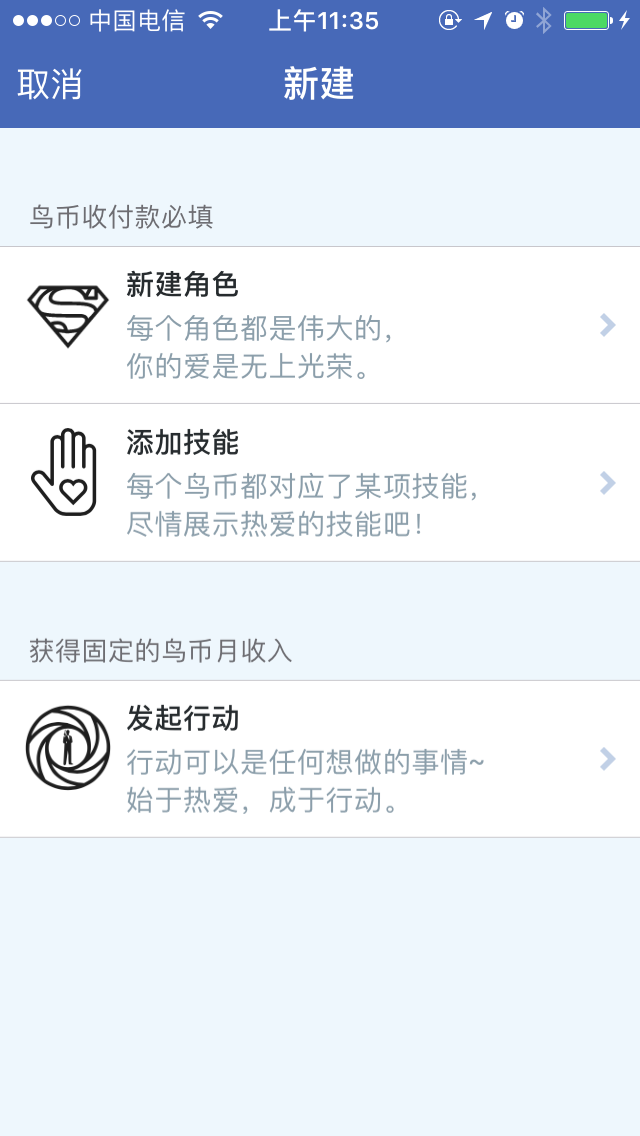 中国电信 上午11:35
取消 新建
鸟币收付款必填
新建角色
每个角色都是伟大的，
你的爱是无上光荣。
添加技能
每个鸟币都对应了某项技能，
尽情展示热爱的技能吧！
获得固定的鸟币月收入
发起行动
行动可以是任何想做的事情~
始于热爱，成于行动。